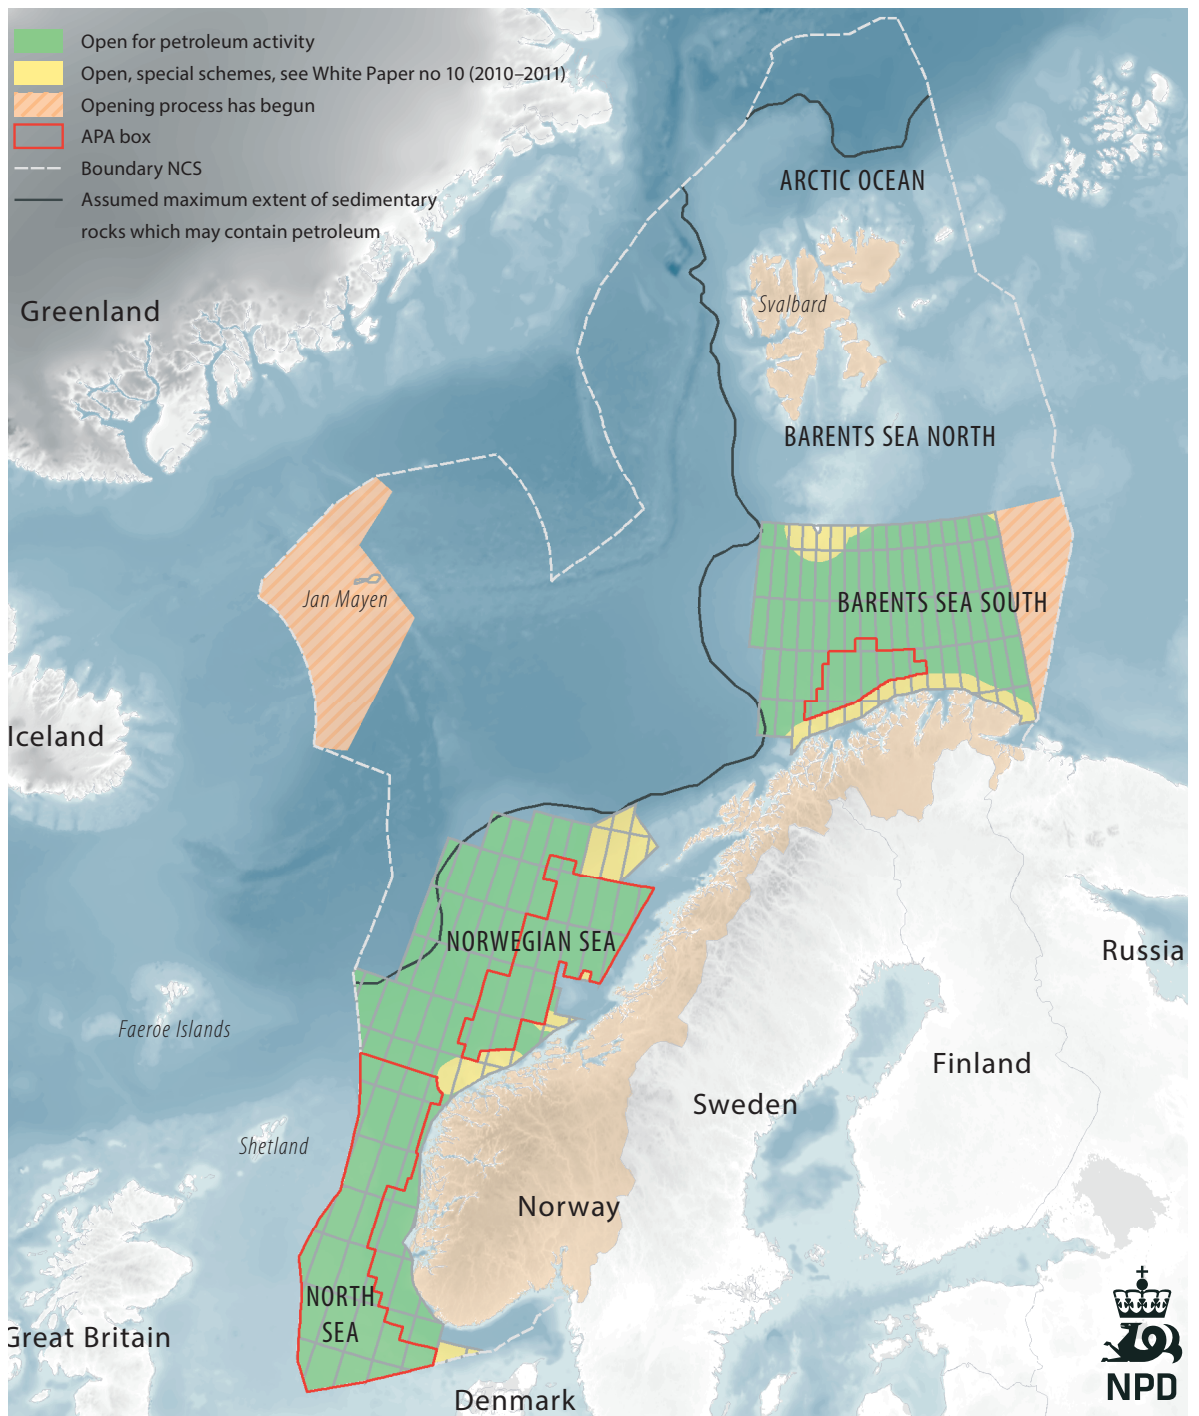 Open for petroleum activity
Open, special schemes, see White Paper no 10 (2010–2011)
Opening process has begun
APA box
Boundary NCS
Assumed maximum extent of sedimentary
rocks which may contain petroleum
ARCTIC OCEAN
Greenland
Svalbard
BARENTS SEA NORTH
Jan Mayen
BARENTS SEA SOUTH
Iceland
NORWEGIAN SEA
Russia
Faeroe Islands
Finland
Sweden
Shetland
Norway
NORTH
SEA
Great Britain
NPD
Denmark